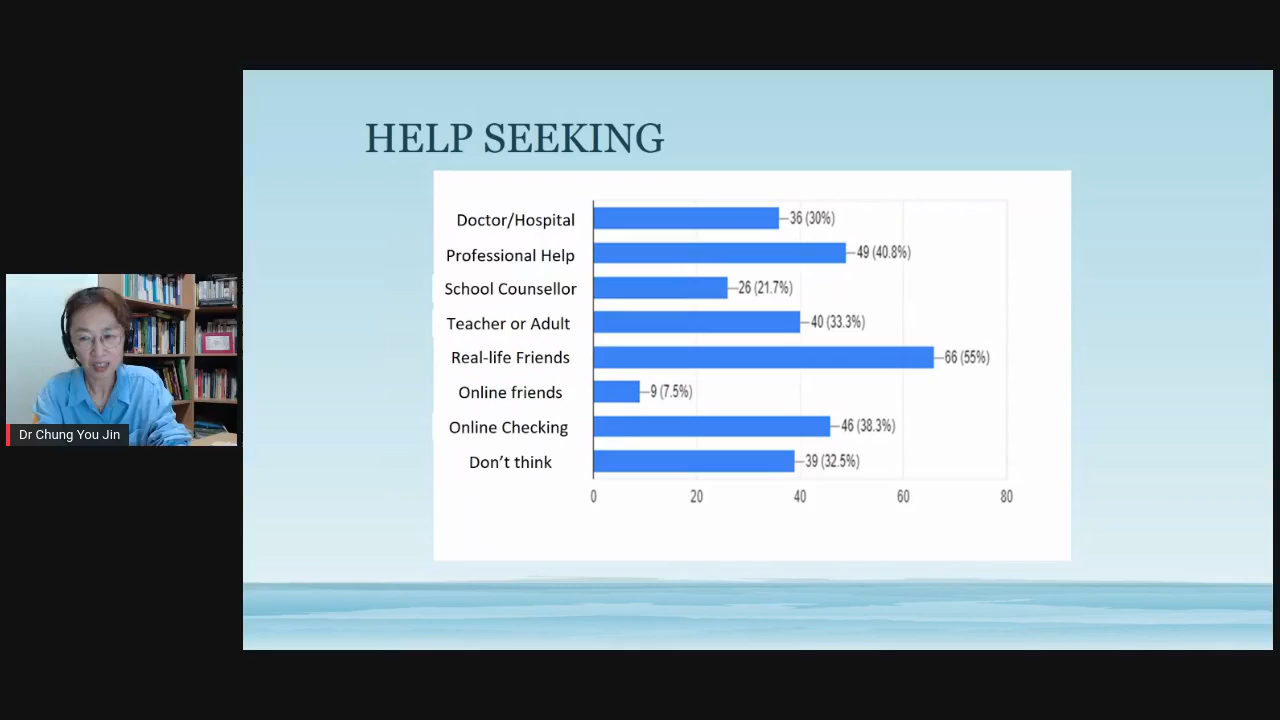 HELP SEEKING
Doctor/Hospital 36 (30%)
Professional Help 49 (40.8%)
School Counsellor 26 (21.7%)
Teacher or Adult 40 (33.3%)
Real-life Friends 66 (55%)
Online friends 9 (7.5%)
Online Checking 46 (38.3%)
Don't think 39 (32.5%)
0 20 40 60 80
Dr Chung You Jin